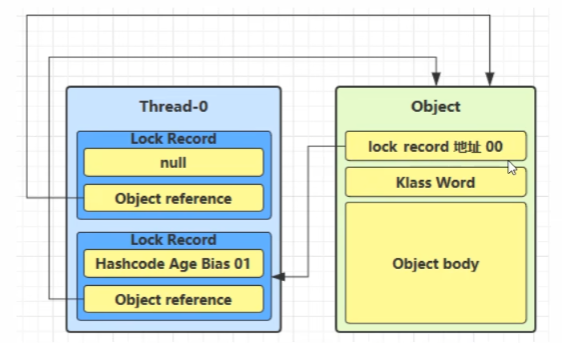 Thread-0
Lock Record
null
Object reference
Lock Record
Hashcode Age Bias 01
Object reference
Object
lock record 地址 00
Klass Word
Object body